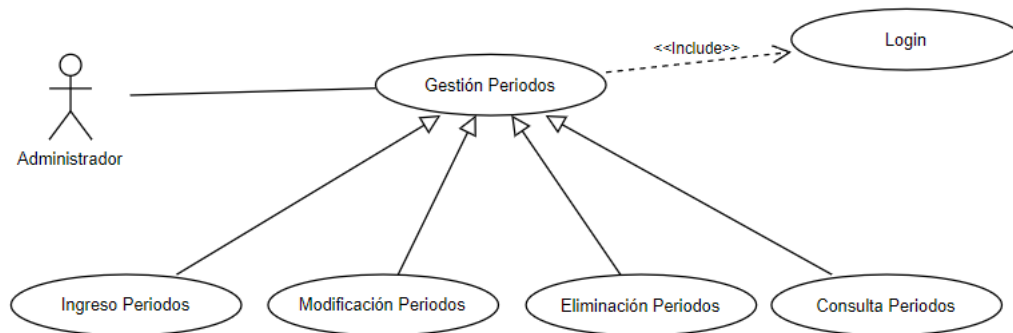 <<Include>>
Login
Gestión Periodos
Administrador
Ingreso Periodos
Modificación Periodos
Eliminación Periodos
Consulta Periodos